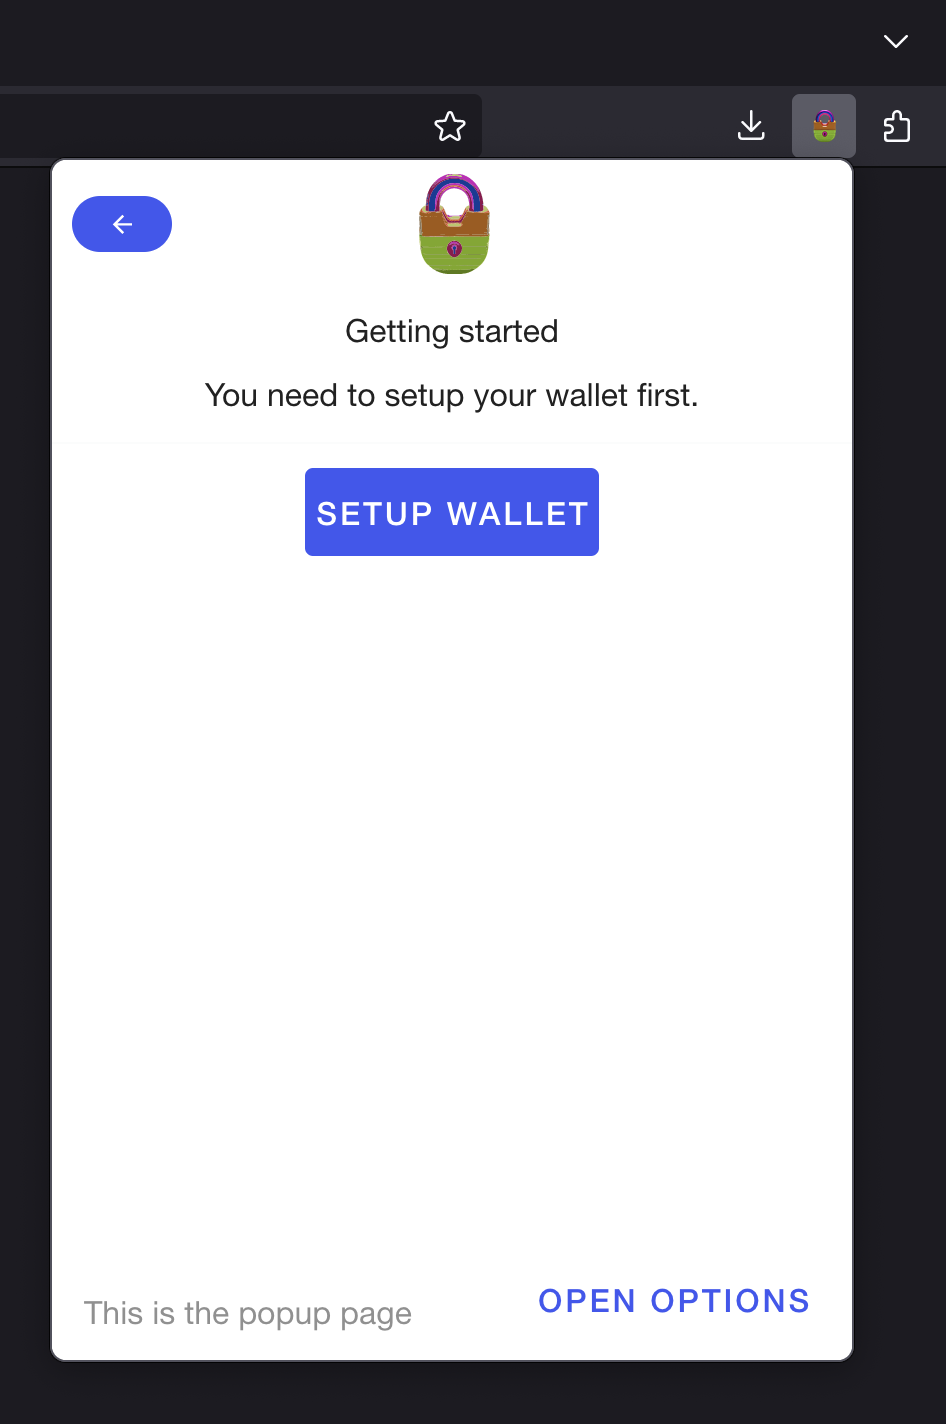 Getting started
You need to setup your wallet first.
SETUP WALLET
This is the popup page
OPEN OPTIONS